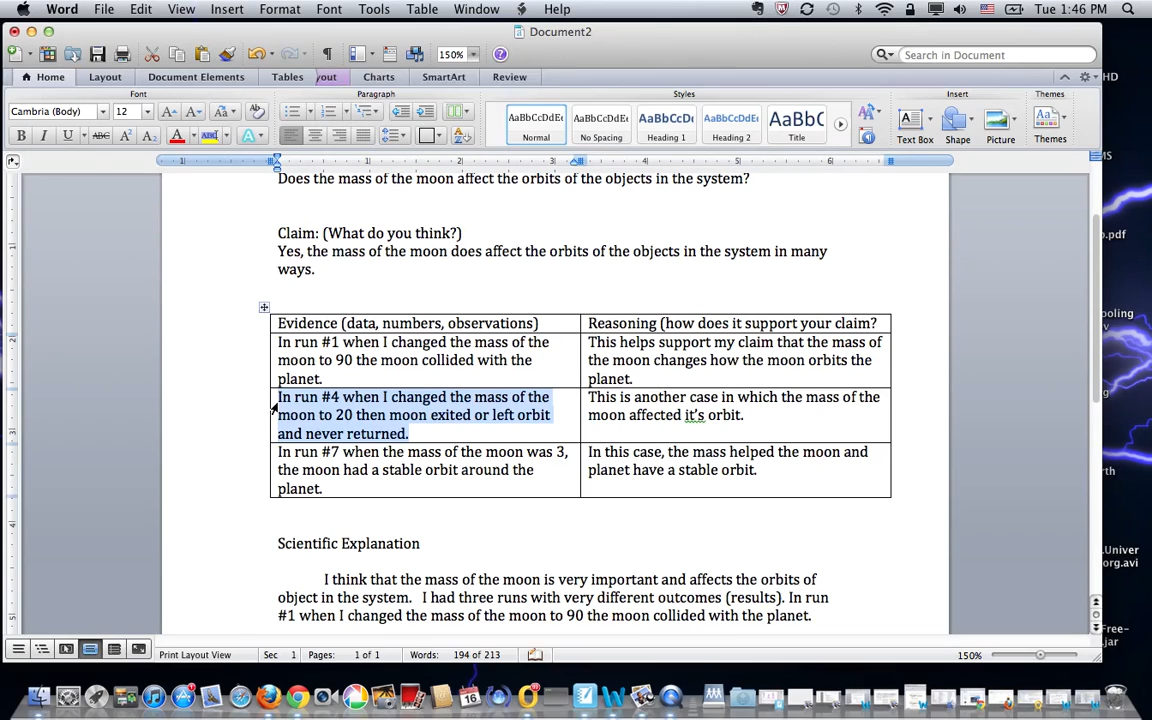 Word File Edit View Insert Format Font Tools Table Window Help Tue 1:46 PM
Document2
150% Search in Document
Home Layout Document Elements Tables yout Charts SmartArt Review
Font Paragraph Styles Insert Themes
Cambria (Body) 12
AaBbCcDdEe AaBbCcDdEe AaBbCcDc AaBbCcDdEe AaBbC
Normal No Spacing Heading 1 Heading 2 Title Text Box Shape Picture Themes
Does the mass of the moon affect the orbits of the objects in the system?
Claim: (What do you think?)
Yes, the mass of the moon does affect the orbits of the objects in the system in many
ways.
Evidence (data, numbers, observations)
Reasoning (how does it support your claim?
In run #1 when I changed the mass of the
moon to 90 the moon collided with the
planet.
This helps support my claim that the mass of
the moon changes how the moon orbits the
planet.
In run #4 when I changed the mass of the
moon to 20 then moon exited or left orbit
and never returned.
This is another case in which the mass of the
moon affected it's orbit.
In run #7 when the mass of the moon was 3,
the moon had a stable orbit around the
planet.
In this case, the mass helped the moon and
planet have a stable orbit.
Scientific Explanation
I think that the mass of the moon is very important and affects the orbits of
object in the system. I had three runs with very different outcomes (results). In run
#1 when I changed the mass of the moon to 90 the moon collided with the planet.
Print Layout View Sec 1 Pages: 1 of 1 Words: 194 of 213 150%
HD
MS
o.pdf
ooling
v
rth
.Univer
org.avi
Free-
.jar